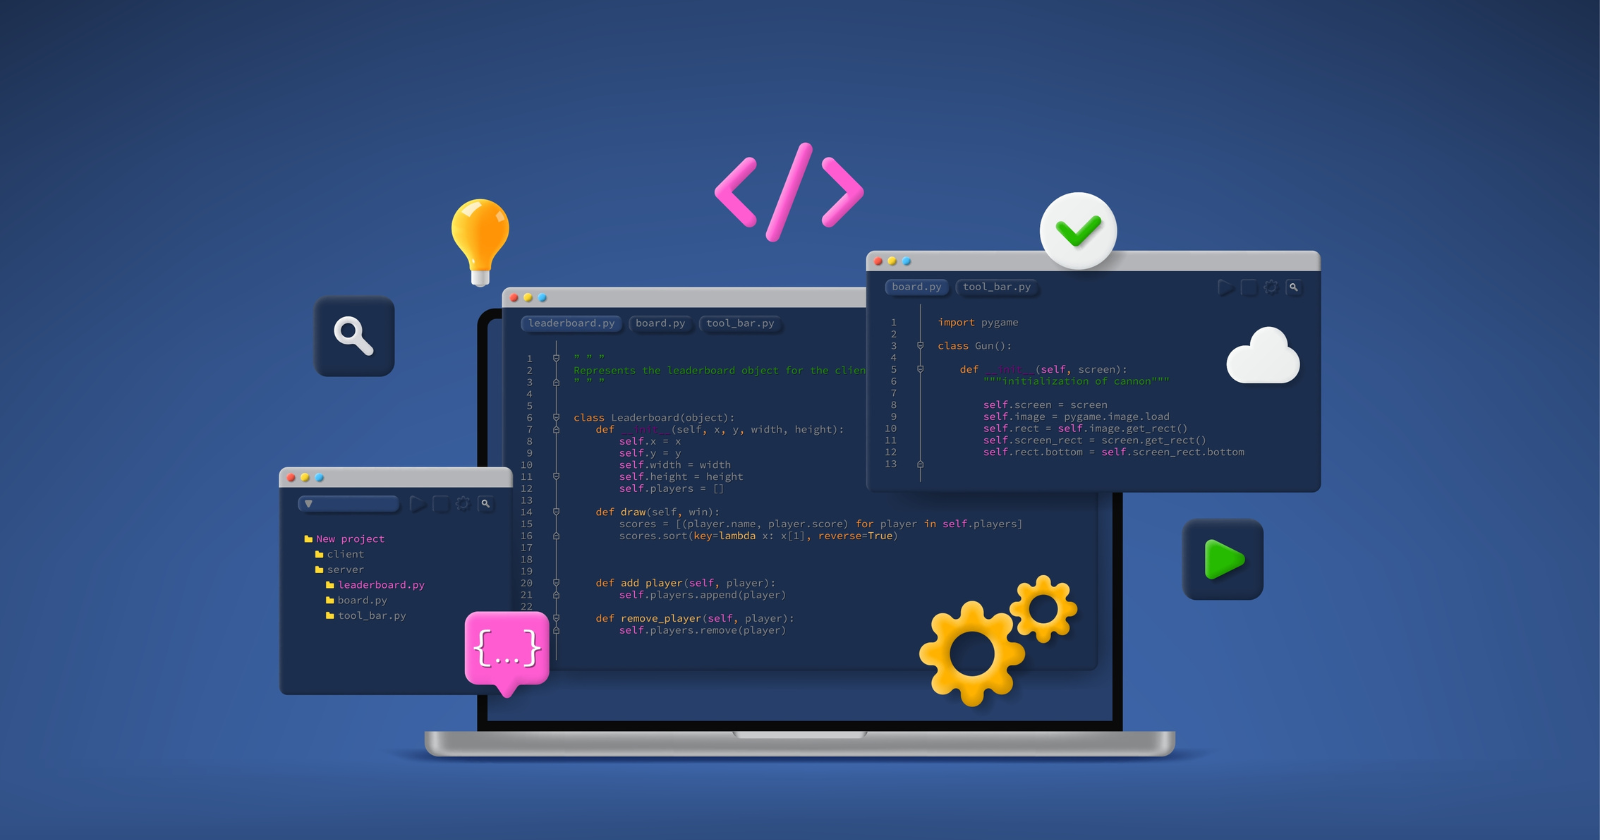 </>
leaderboard.py board.py tool_bar.py
1 " " "
2 Represents the leaderboard object for the clien
3 " " "
4
5
6 class Leaderboard(object):
7 def __init__(self, x, y, width, height):
8 self.x = x
9 self.y = y
10 self.width = width
11 self.height = height
12 self.players = []
13
14 def draw(self, win):
15 scores = [(player.name, player.score) for player in self.players]
16 scores.sort(key=lambda x: x[1], reverse=True)
17
18
19
20 def add player(self, player):
21 self.players.append(player)
22
def remove_player(self, player):
self.players.remove(player)
board.py tool_bar.py
1 import pygame
2
3 class Gun():
4
5 def __init__(self, screen):
6 """initialization of cannon"""
7
8 self.screen = screen
9 self.image = pygame.image.load
10 self.rect = self.image.get_rect()
11 self.screen_rect = screen.get_rect()
12 self.rect.bottom = self.screen_rect.bottom
13
New project
client
server
leaderboard.py
board.py
tool_bar.py
{...}